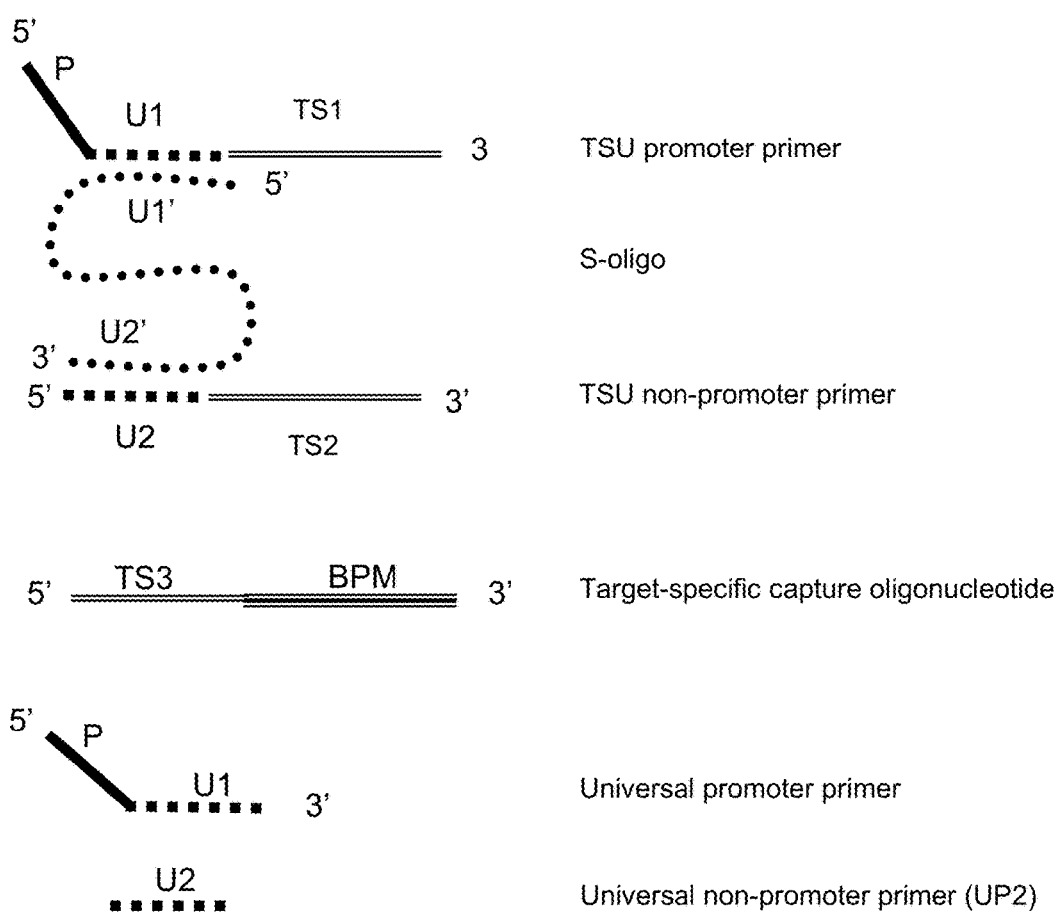 5’
P
U1
TS1
3
TSU promoter primer
5’
U1’
S-oligo
U2’
3’
5’
3’
TSU non-promoter primer
U2
TS2
5’
TS3
BPM
3’
Target-specific capture oligonucleotide
5’
P
U1
3’
Universal promoter primer
U2
Universal non-promoter primer (UP2)